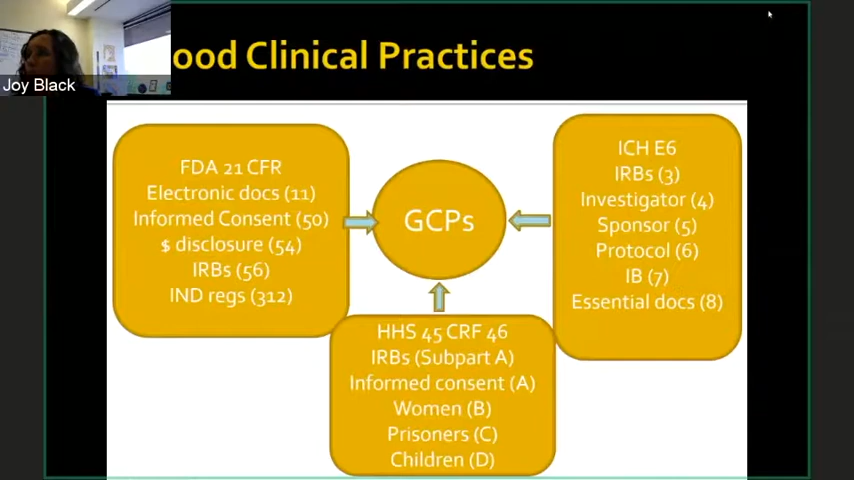 ood Clinical Practices
Joy Black
FDA 21 CFR
Electronic docs (11)
Informed Consent (50)
$ disclosure (54)
IRBs (56)
IND regs (312)
GCPs
ICH E6
IRBs (3)
Investigator (4)
Sponsor (5)
Protocol (6)
IB (7)
Essential docs (8)
HHS 45 CRF 46
IRBs (Subpart A)
Informed consent (A)
Women (B)
Prisoners (C)
Children (D)